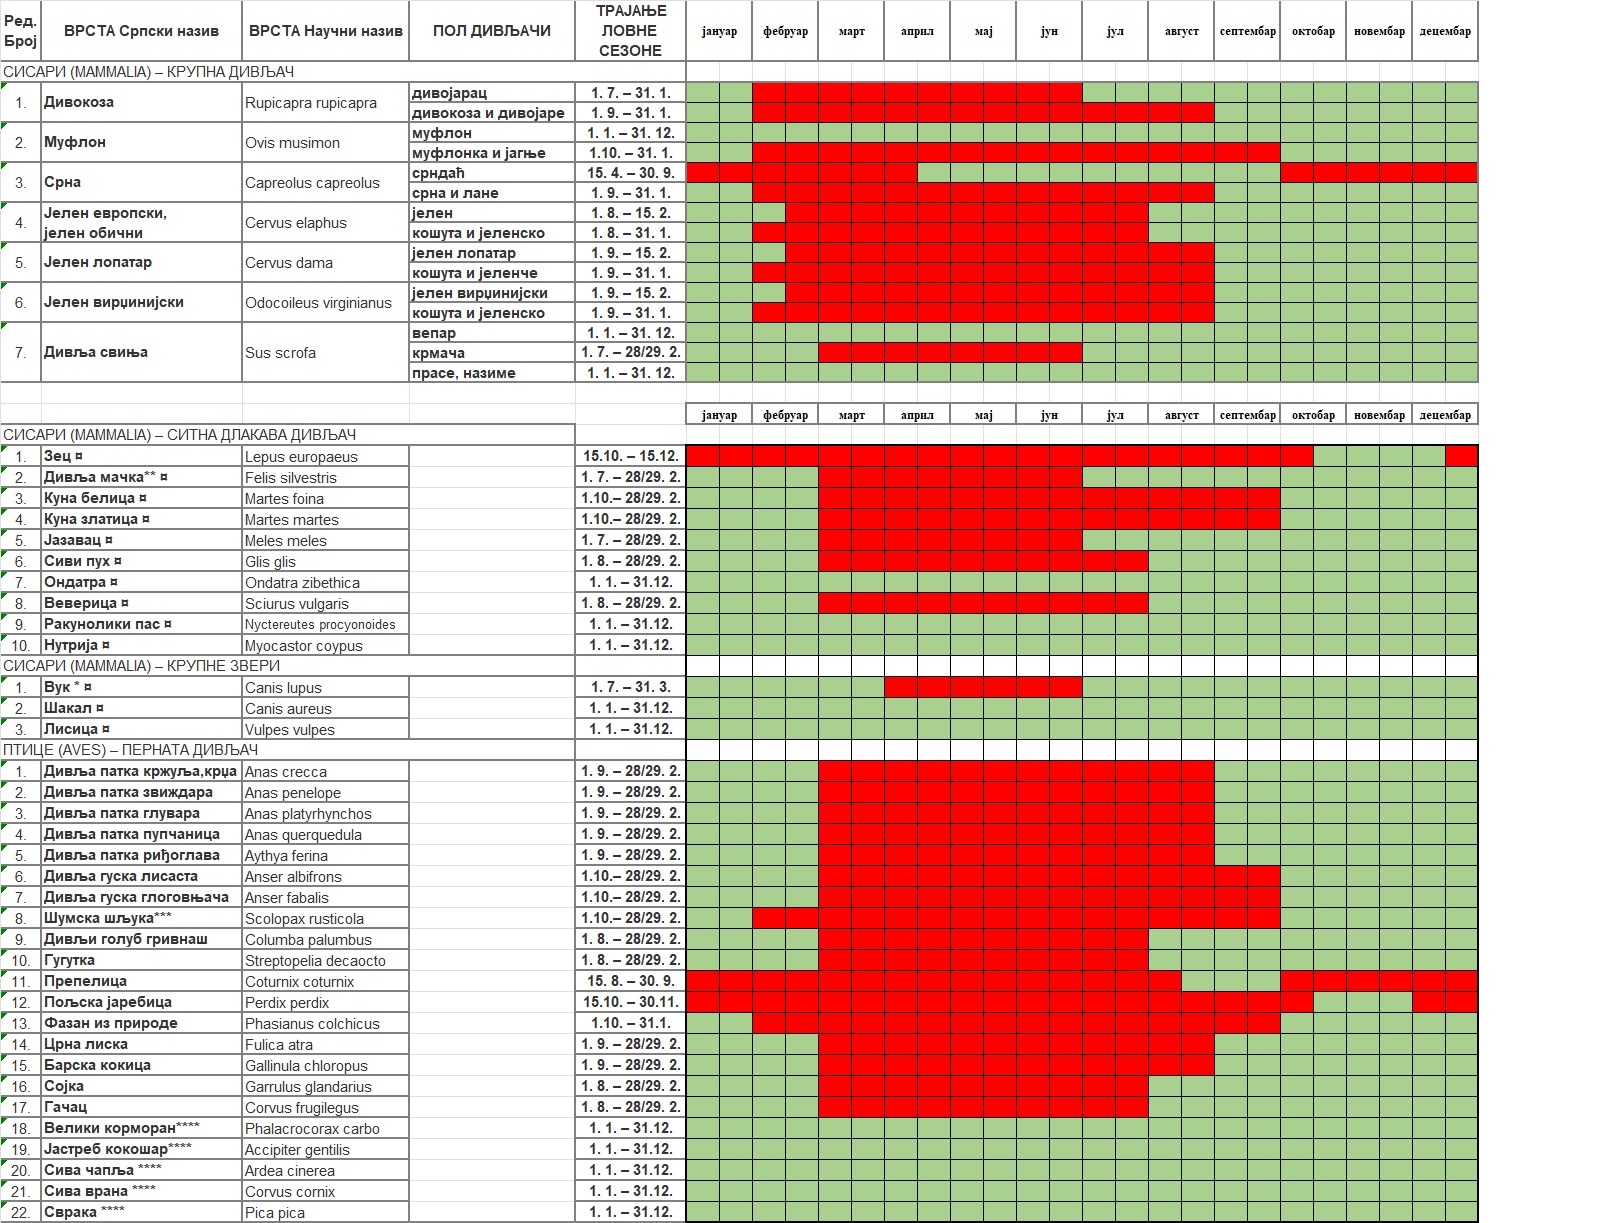 Ред. Број ВРСТА Српски назив ВРСТА Научни назив ПОЛ ДИВЉАЧИ ТРАЈАЊЕ ЛОВНЕ СЕЗОНЕ јануар фебруар март април мај јун јул август септембар октобар новембар децембар
СИСАРИ (MAMMALIA) – КРУПНА ДИВЉАЧ
1. Дивокоза Rupicapra rupicapra дивојарац 1. 7. – 31. 1.
дивокоза и дивојаре 1. 9. – 31. 1.
2. Муфлон Ovis musimon муфлон 1. 1. – 31. 12.
муфлонка и јагње 1.10. – 31. 1.
3. Срна Capreolus capreolus срндаћ 15. 4. – 30. 9.
срна и лане 1. 9. – 31. 1.
4. Јелен европски, јелен обични Cervus elaphus јелен 1. 8. – 15. 2.
кошута и јеленско 1. 8. – 31. 1.
5. Јелен лопатар Cervus dama јелен лопатар 1. 9. – 15. 2.
кошута и јеленче 1. 9. – 31. 1.
6. Јелен вирџинијски Odocoileus virginianus јелен вирџинијски 1. 9. – 15. 2.
кошута и јеленско 1. 9. – 31. 1.
7. Дивља свиња Sus scrofa вепар 1. 1. – 31. 12.
крмача 1. 7. – 28/29. 2.
прасе, назиме 1. 1. – 31. 12.
јануар фебруар март април мај јун јул август септембар октобар новембар децембар
СИСАРИ (MAMMALIA) – СИТНА ДЛАКАВА ДИВЉАЧ
1. Зец ¤ Lepus europaeus 15.10. – 15.12.
2. Дивља мачка** ¤ Felis silvestris 1. 7. – 28/29. 2.
3. Куна белица ¤ Martes foina 1.10.– 28/29. 2.
4. Куна златица ¤ Martes martes 1.10.– 28/29. 2.
5. Јазавац ¤ Meles meles 1. 7. – 28/29. 2.
6. Сиви пух ¤ Glis glis 1. 8. – 28/29. 2.
7. Ондатра ¤ Ondatra zibethica 1. 1. – 31.12.
8. Веверица ¤ Sciurus vulgaris 1. 8. – 28/29. 2.
9. Ракунолики пас ¤ Nyctereutes procyonoides 1. 1. – 31.12.
10. Нутрија ¤ Myocastor coypus 1. 1. – 31.12.
СИСАРИ (MAMMALIA) – КРУПНЕ ЗВЕРИ
1. Вук * ¤ Canis lupus 1. 7. – 31. 3.
2. Шакал ¤ Canis aureus 1. 1. – 31.12.
3. Лисица ¤ Vulpes vulpes 1. 1. – 31.12.
ПТИЦЕ (AVES) – ПЕРНАТА ДИВЉАЧ
1. Дивља патка кржуља,крџа Anas crecca 1. 9. – 28/29. 2.
2. Дивља патка звиждара Anas penelope 1. 9. – 28/29. 2.
3. Дивља патка глувара Anas platyrhynchos 1. 9. – 28/29. 2.
4. Дивља патка пупчаница Anas querquedula 1. 9. – 28/29. 2.
5. Дивља патка риђоглава Aythya ferina 1. 9. – 28/29. 2.
6. Дивља гуска лисаста Anser albifrons 1.10.– 28/29. 2.
7. Дивља гуска глоговњача Anser fabalis 1.10.– 28/29. 2.
8. Шумска шљука*** Scolopax rusticola 1.10.– 28/29. 2.
9. Дивљи голуб гривнаш Columba palumbus 1. 8. – 28/29. 2.
10. Гугутка Streptopelia decaocto 1. 8. – 28/29. 2.
11. Препелица Coturnix coturnix 15. 8. – 30. 9.
12. Пољска јаребица Perdix perdix 15.10. – 30.11.
13. Фазан из природе Phasianus colchicus 1.10. – 31.1.
14. Црна лиска Fulica atra 1. 9. – 28/29. 2.
15. Барска кокица Gallinula chloropus 1. 9. – 28/29. 2.
16. Сојка Garrulus glandarius 1. 8. – 28/29. 2.
17. Гачац Corvus frugilegus 1. 8. – 28/29. 2.
18. Велики корморан**** Phalacrocorax carbo 1. 1. – 31.12.
19. Јастреб кокошар**** Accipiter gentilis 1. 1. – 31.12.
20. Сива чапља **** Ardea cinerea 1. 1. – 31.12.
21. Сива врана **** Corvus cornix 1. 1. – 31.12.
22. Сврака **** Pica pica 1. 1. – 31.12.